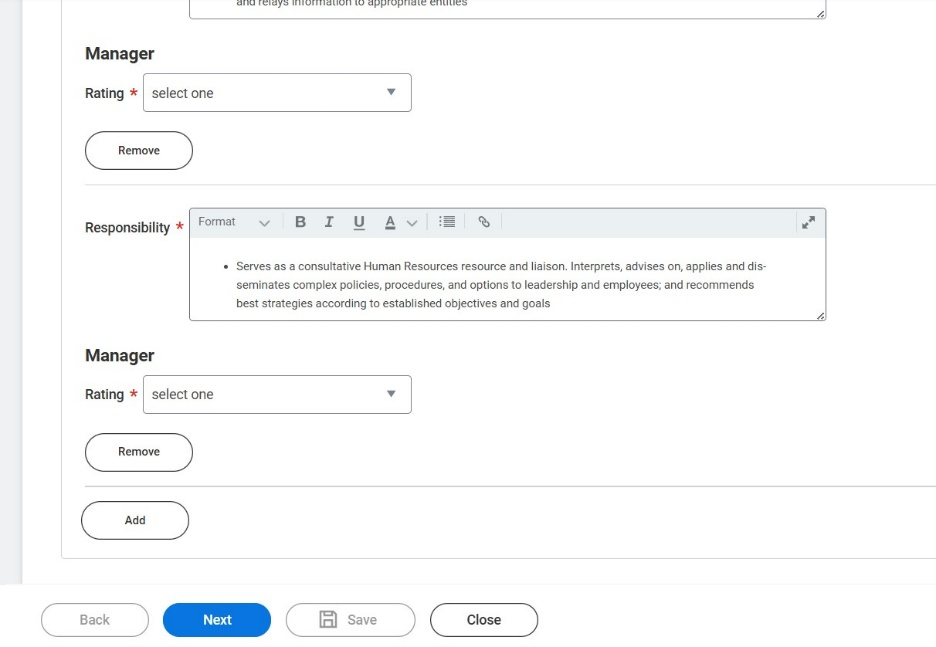 and relays information to appropriate entities
Manager
Rating * select one
Remove
Responsibility * Format B I U A
• Serves as a consultative Human Resources resource and liaison. Interprets, advises on, applies and dis-
seminates complex policies, procedures, and options to leadership and employees; and recommends
best strategies according to established objectives and goals
Manager
Rating * select one
Remove
Add
Back Next Save Close